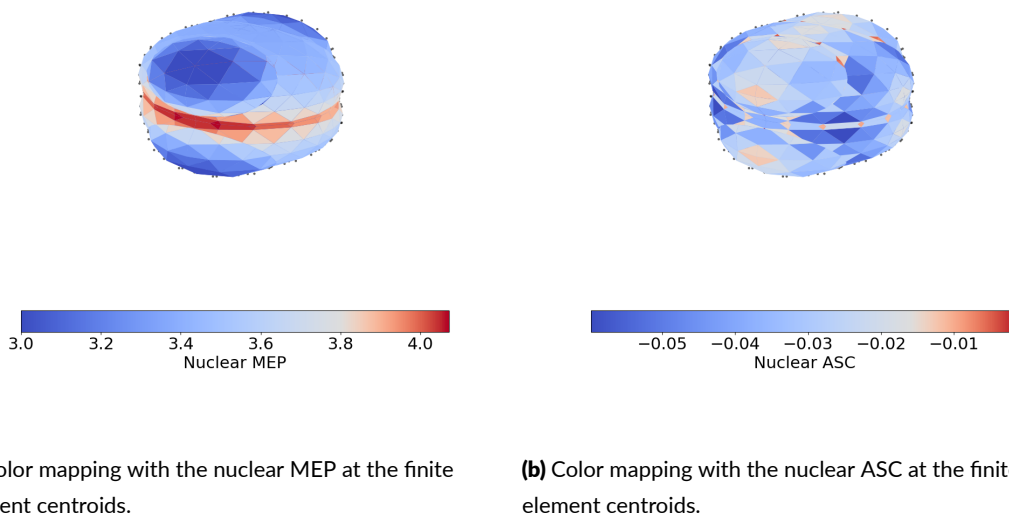 3.0 3.2 3.4 3.6 3.8 4.0
Nuclear MEP
−0.05 −0.04 −0.03 −0.02 −0.01
Nuclear ASC
olor mapping with the nuclear MEP at the finite
ent centroids.
(b) Color mapping with the nuclear ASC at the finit
element centroids.